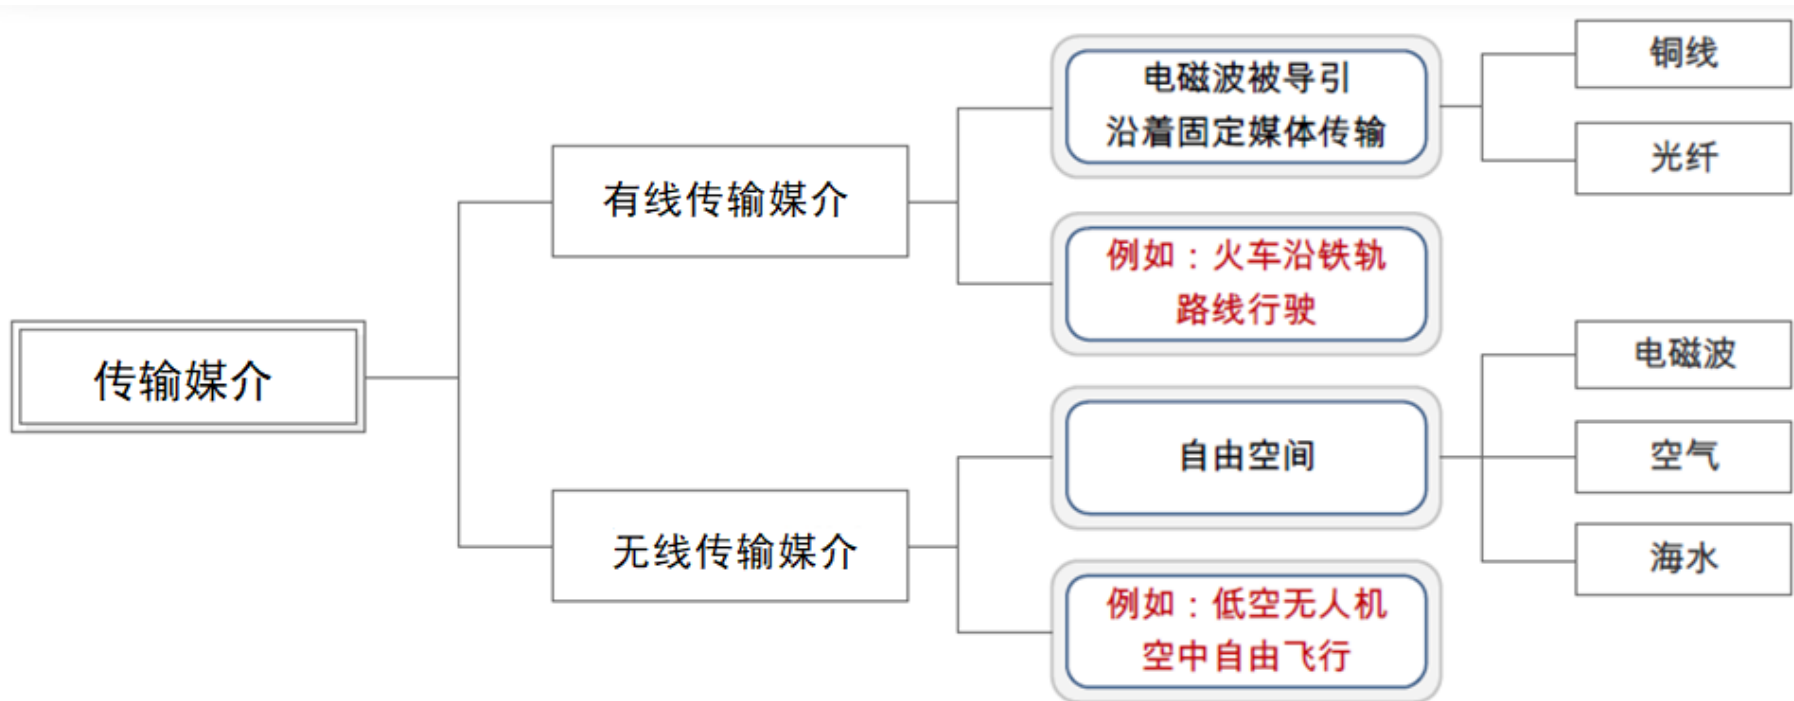 传输媒介
有线传输媒介
电磁波被导引
沿着固定媒体传输
铜线
光纤
例如：火车沿铁轨
路线行驶
无线传输媒介
自由空间
电磁波
空气
海水
例如：低空无人机
空中自由飞行